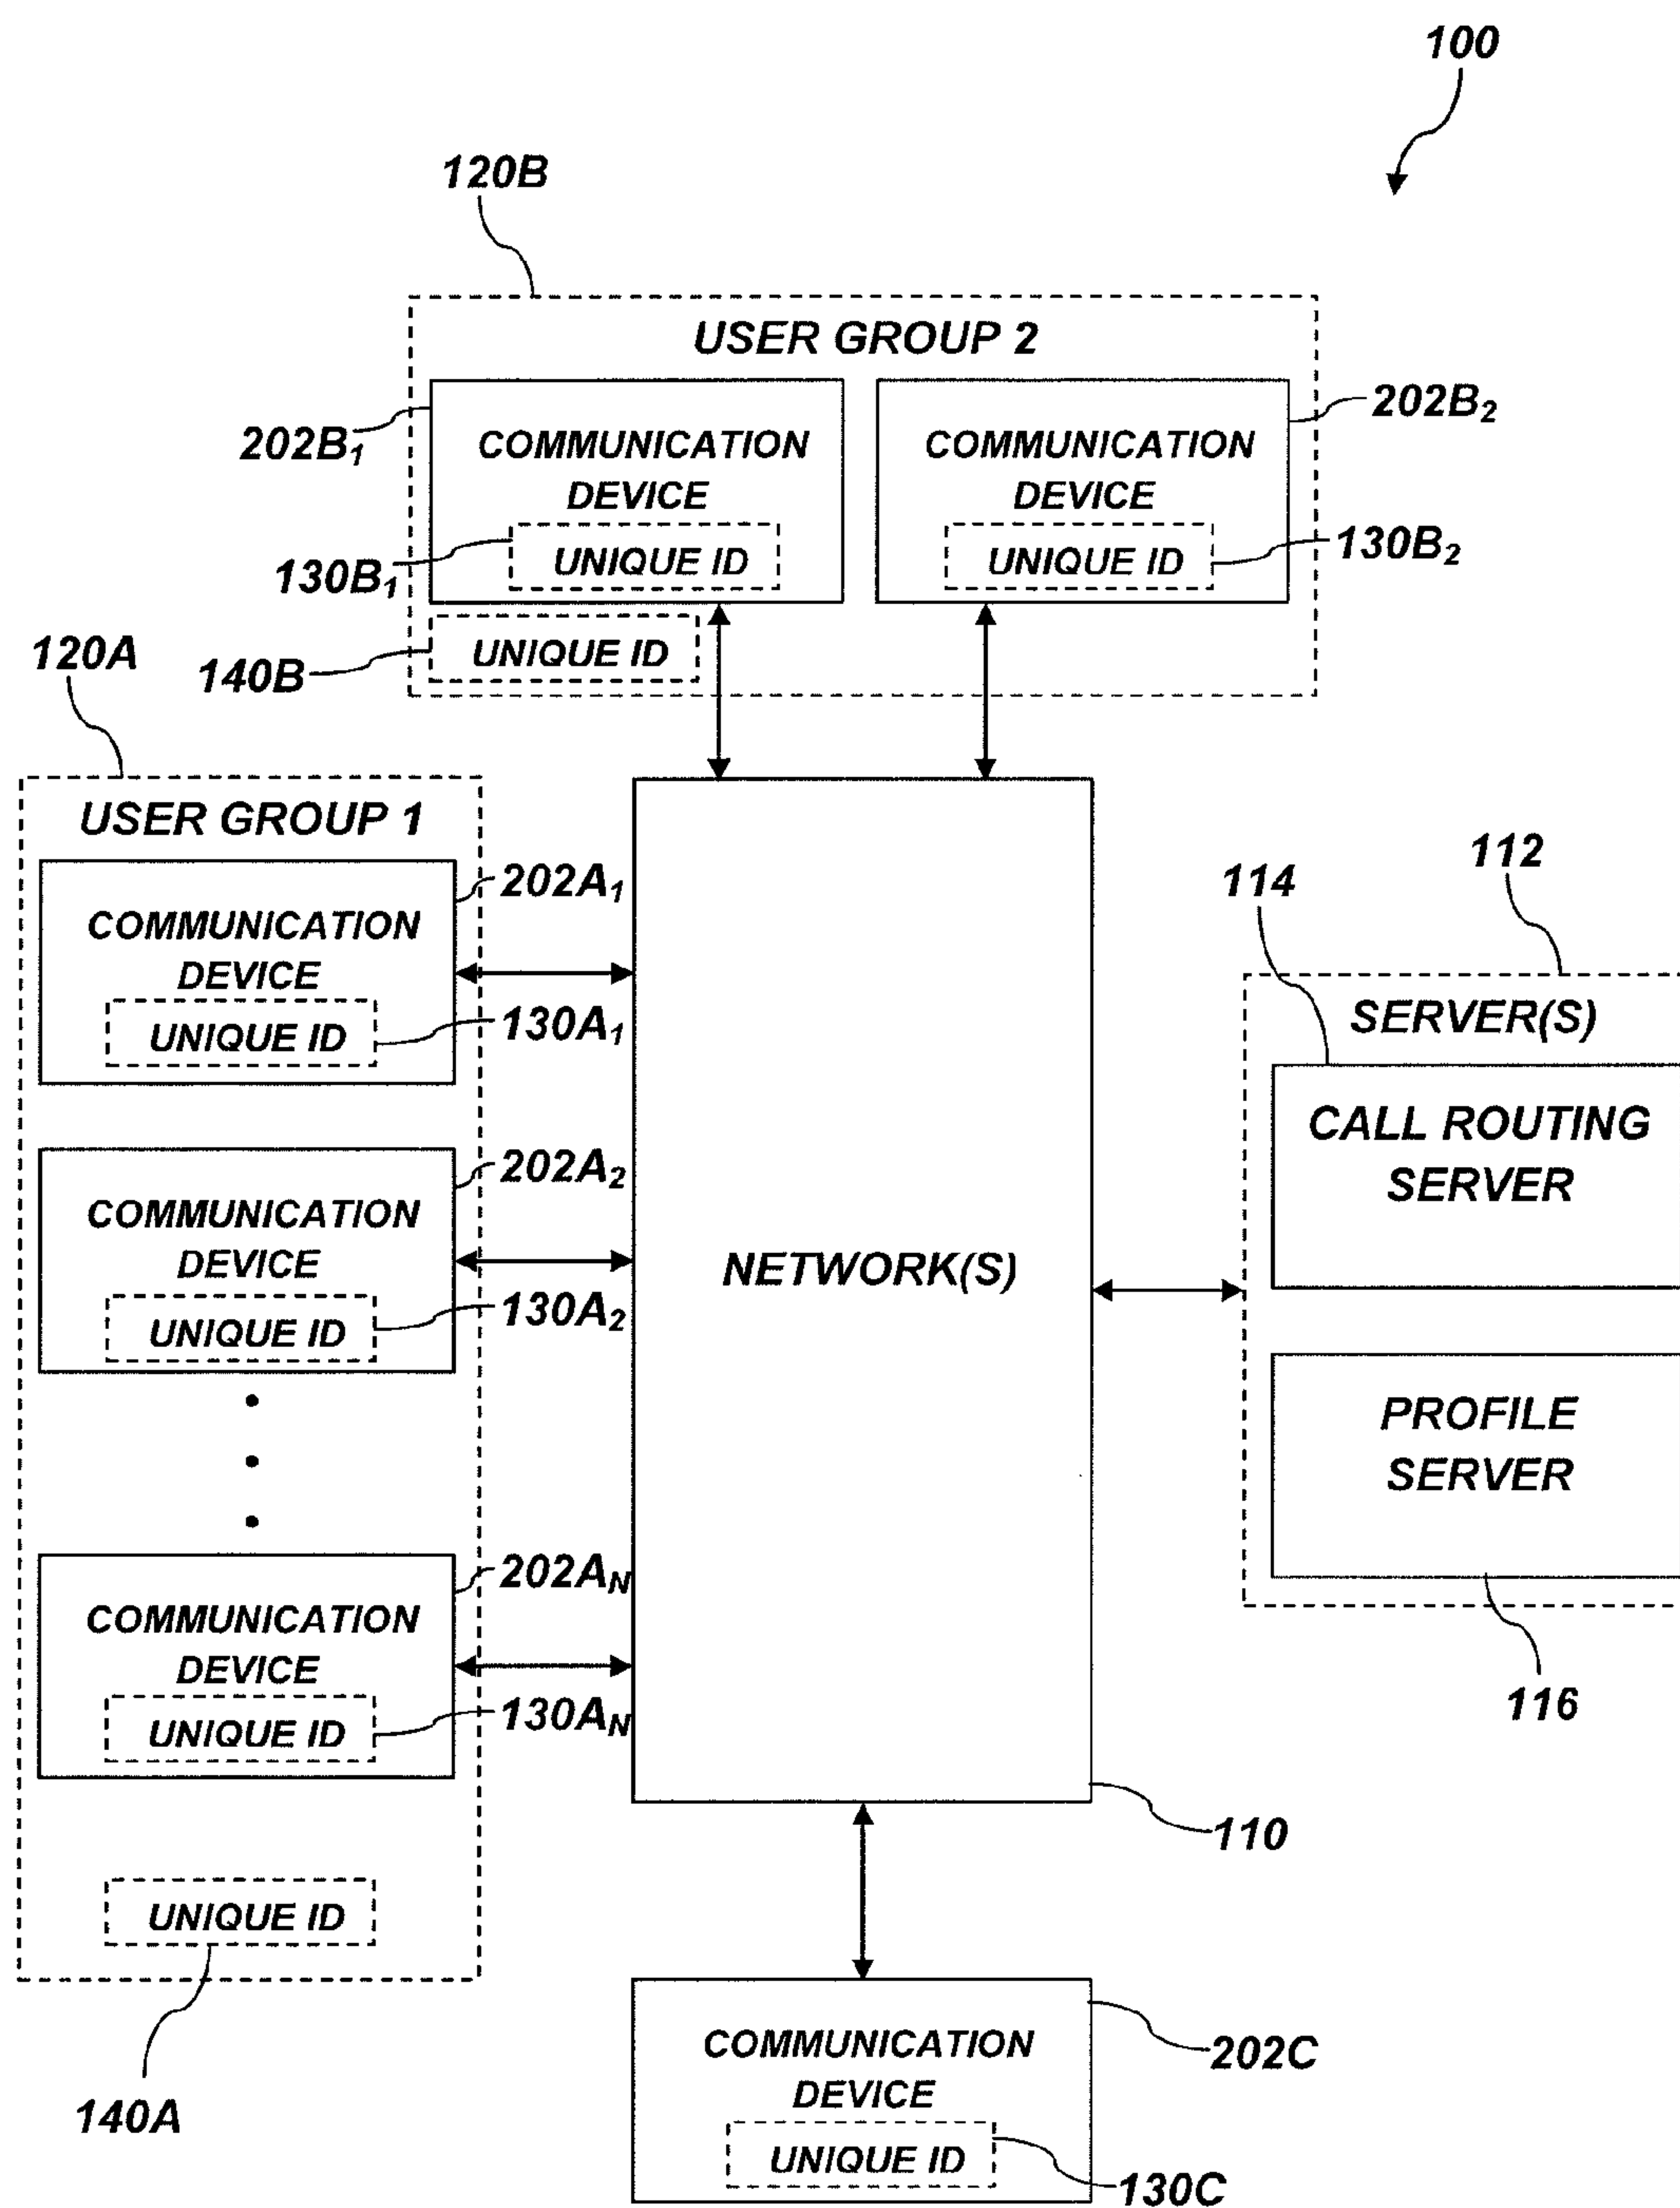 100
120B
USER GROUP 2
202B₁
COMMUNICATION
DEVICE
130B₁
UNIQUE ID
COMMUNICATION
DEVICE
202B₂
UNIQUE ID
130B₂
140B
UNIQUE ID
120A
USER GROUP 1
202A₁
COMMUNICATION
DEVICE
UNIQUE ID
130A₁
202A₂
COMMUNICATION
DEVICE
UNIQUE ID
130A₂
202Aₙ
COMMUNICATION
DEVICE
UNIQUE ID
130Aₙ
UNIQUE ID
140A
NETWORK(S)
110
112
114
SERVER(S)
CALL ROUTING
SERVER
PROFILE
SERVER
116
COMMUNICATION
DEVICE
202C
UNIQUE ID
130C